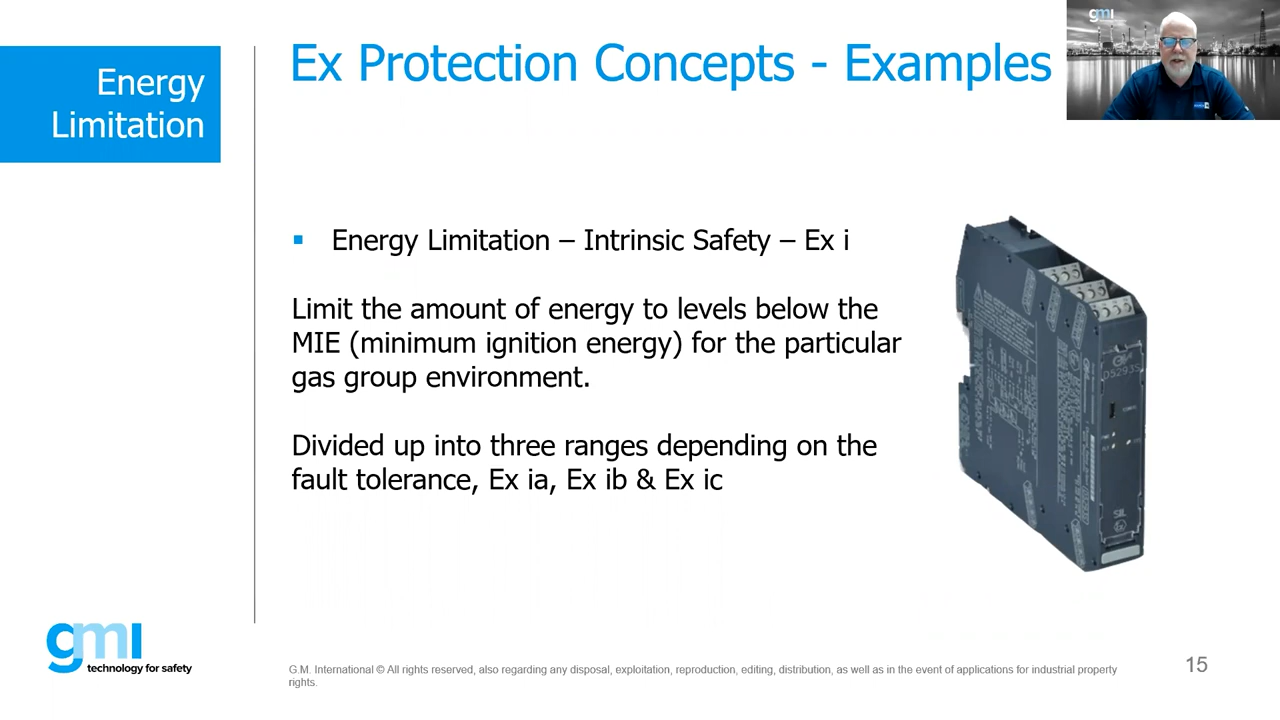 Energy
Limitation
Ex Protection Concepts - Examples
gmi
▪ Energy Limitation – Intrinsic Safety – Ex i
Limit the amount of energy to levels below the
MIE (minimum ignition energy) for the particular
gas group environment.
Divided up into three ranges depending on the
fault tolerance, Ex ia, Ex ib & Ex ic
D5293S
SIL
gmi
technology for safety
G.M. International © All rights reserved, also regarding any disposal, exploitation, reproduction, editing, distribution, as well as in the event of applications for industrial property
rights.
15